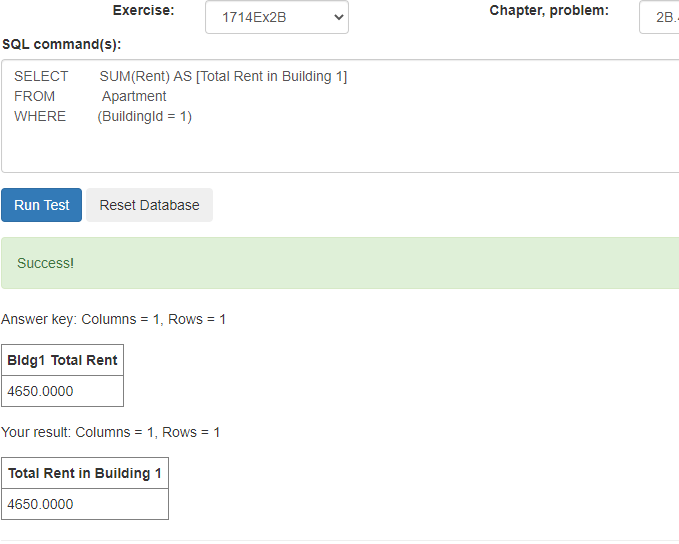 Exercise: 1714Ex2B Chapter, problem: 2B.
SQL command(s):
SELECT SUM(Rent) AS [Total Rent in Building 1]
FROM Apartment
WHERE (BuildingId = 1)
Run Test Reset Database
Success!
Answer key: Columns = 1, Rows = 1
Bldg1 Total Rent
4650.0000
Your result: Columns = 1, Rows = 1
Total Rent in Building 1
4650.0000